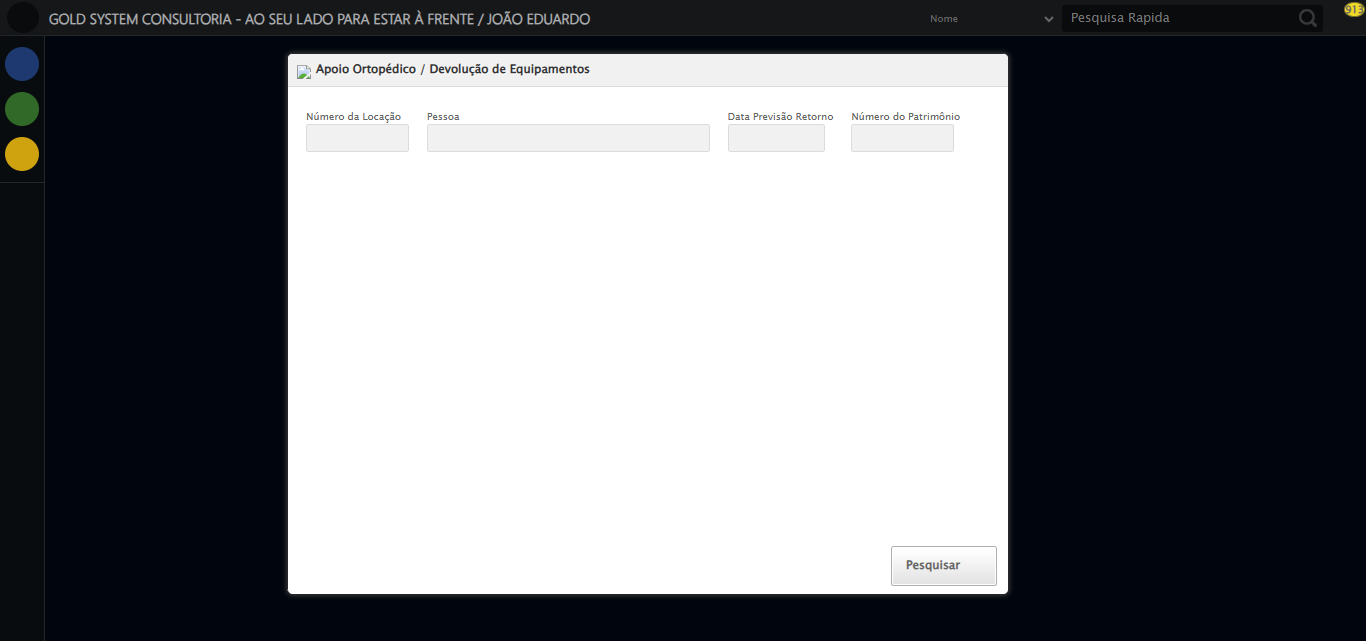 GOLD SYSTEM CONSULTORIA - AO SEU LADO PARA ESTAR À FRENTE / JOÃO EDUARDO
Nome
Pesquisa Rapida
913
Apoio Ortopédico / Devolução de Equipamentos
Número da Locação
Pessoa
Data Previsão Retorno
Número do Patrimônio
Pesquisar